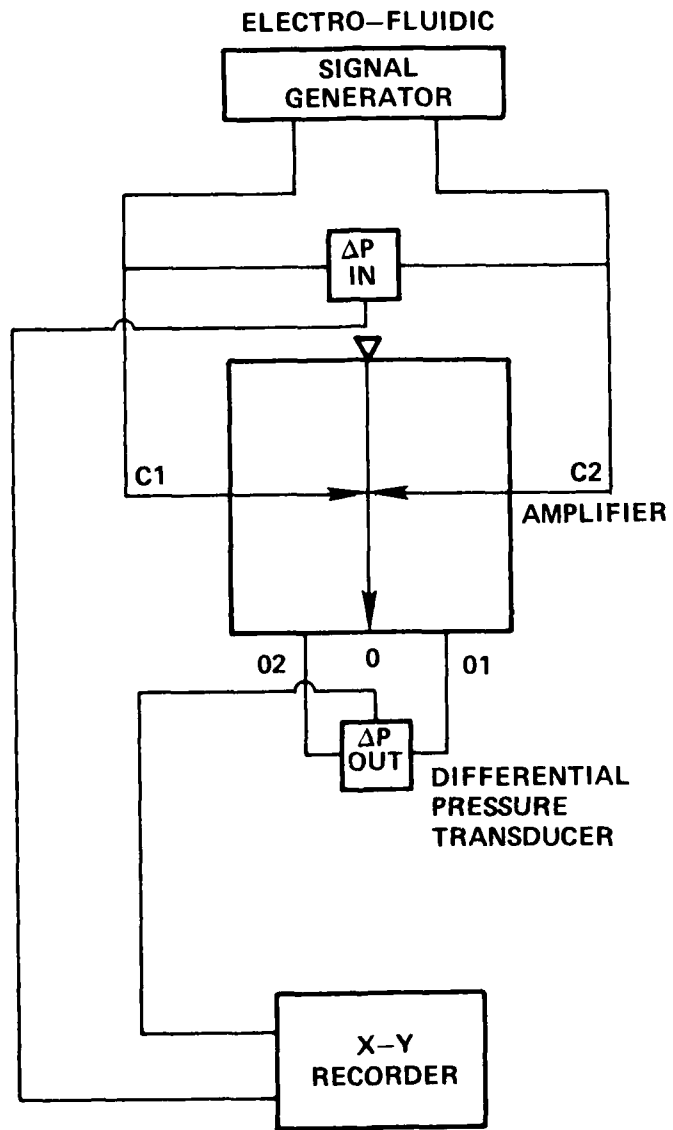 ELECTRO–FLUIDIC
SIGNAL
GENERATOR
ΔP
IN
C1
C2
AMPLIFIER
02
0
01
ΔP
OUT
DIFFERENTIAL
PRESSURE
TRANSDUCER
X–Y
RECORDER